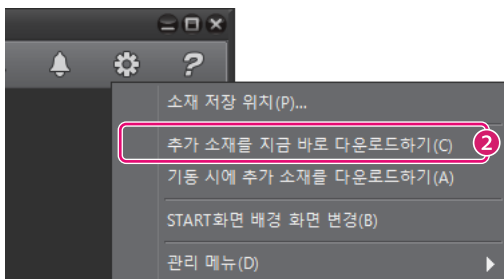 ?
소재 저장 위치(P)...
추가 소재를 지금 바로 다운로드하기(C) 2
기동 시에 추가 소재를 다운로드하기(A)
START화면 배경 화면 변경(B)
관리 메뉴(D)